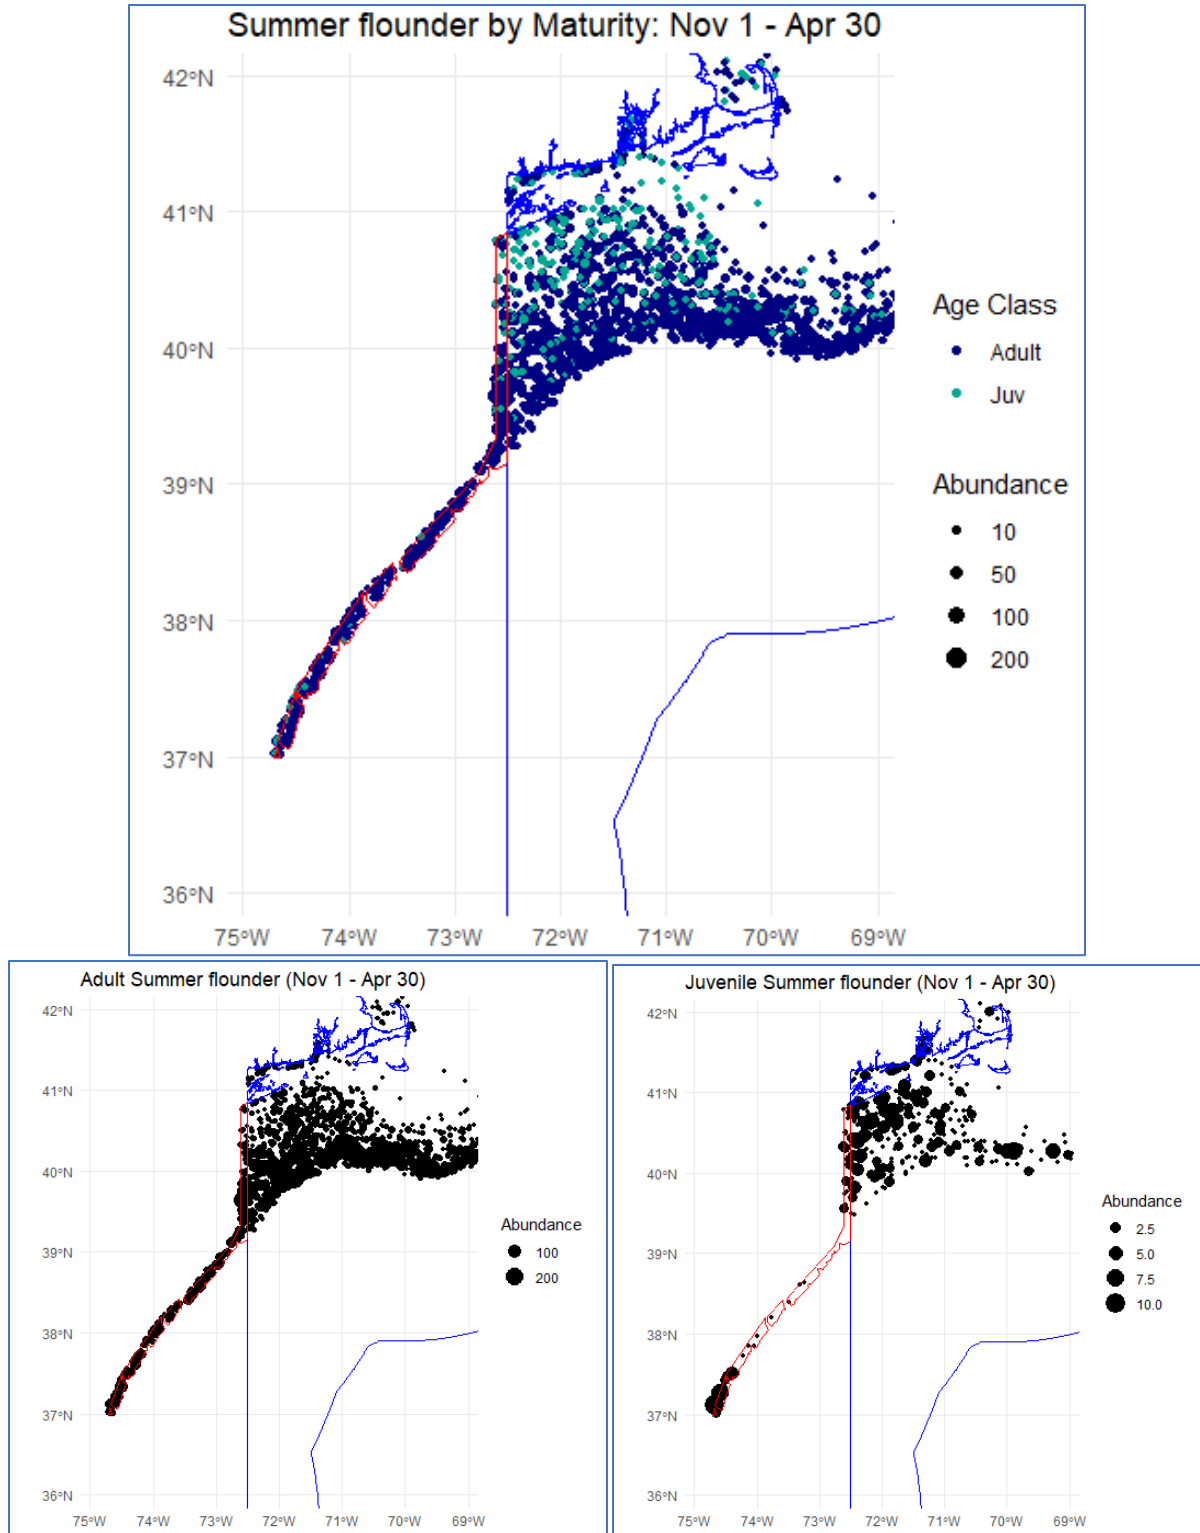 Summer flounder by Maturity: Nov 1 - Apr 30
42°N
41°N
40°N
39°N
38°N
37°N
36°N
75°W 74°W 73°W 72°W 71°W 70°W 69°W
Age Class
Adult
Juv
Abundance
10
50
100
200
Adult Summer flounder (Nov 1 - Apr 30)
42°N
41°N
40°N
39°N
38°N
37°N
36°N
75°W 74°W 73°W 72°W 71°W 70°W 69°W
Abundance
100
200
Juvenile Summer flounder (Nov 1 - Apr 30)
42°N
41°N
40°N
39°N
38°N
37°N
36°N
75°W 74°W 73°W 72°W 71°W 70°W 69°W
Abundance
2.5
5.0
7.5
10.0